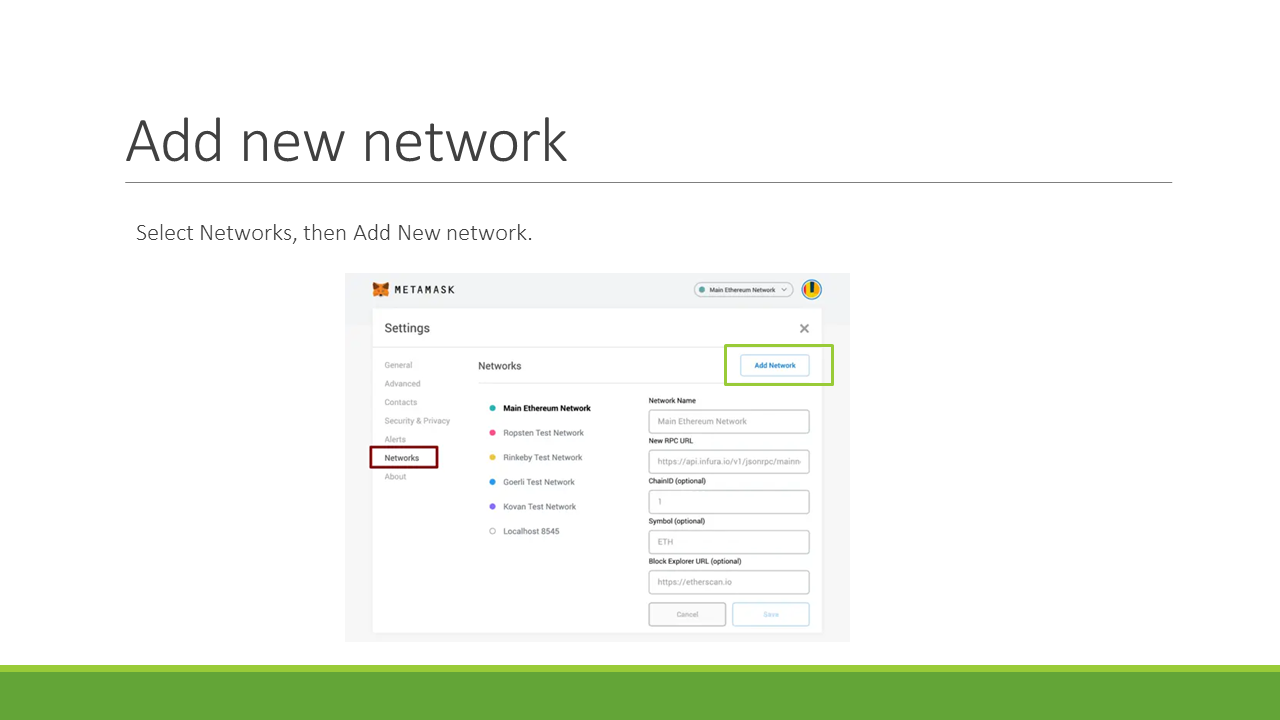 Add new network
Select Networks, then Add New network.
METAMASK
Main Ethereum Network
Settings
General
Advanced
Contacts
Security & Privacy
Alerts
Networks
About
Networks
Add Network
Main Ethereum Network
Ropsten Test Network
Rinkeby Test Network
Goerli Test Network
Kovan Test Network
Localhost 8545
Network Name
Main Ethereum Network
New RPC URL
https://api.infura.io/v1/jsonrpc/mainn
ChainID (optional)
1
Symbol (optional)
ETH
Block Explorer URL (optional)
https://etherscan.io
Cancel
Save